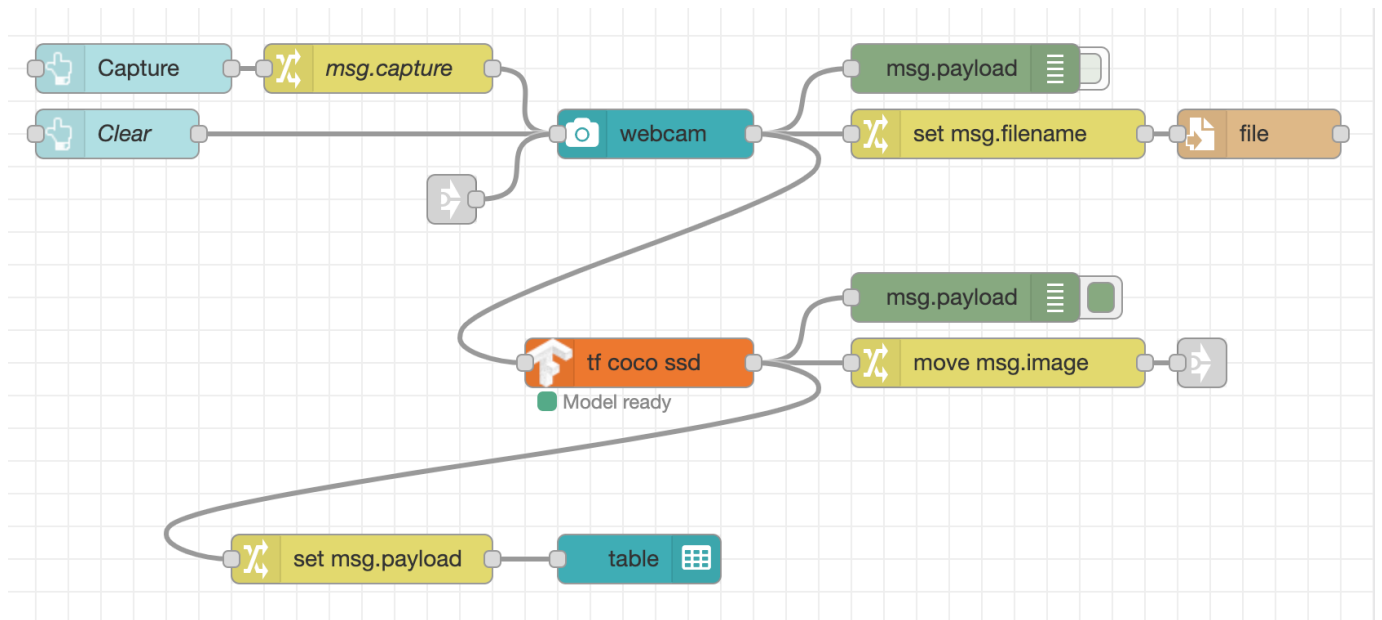 Capture
msg.capture
msg.payload
Clear
webcam
set msg.filename
file
msg.payload
tf coco ssd
move msg.image
Model ready
set msg.payload
table